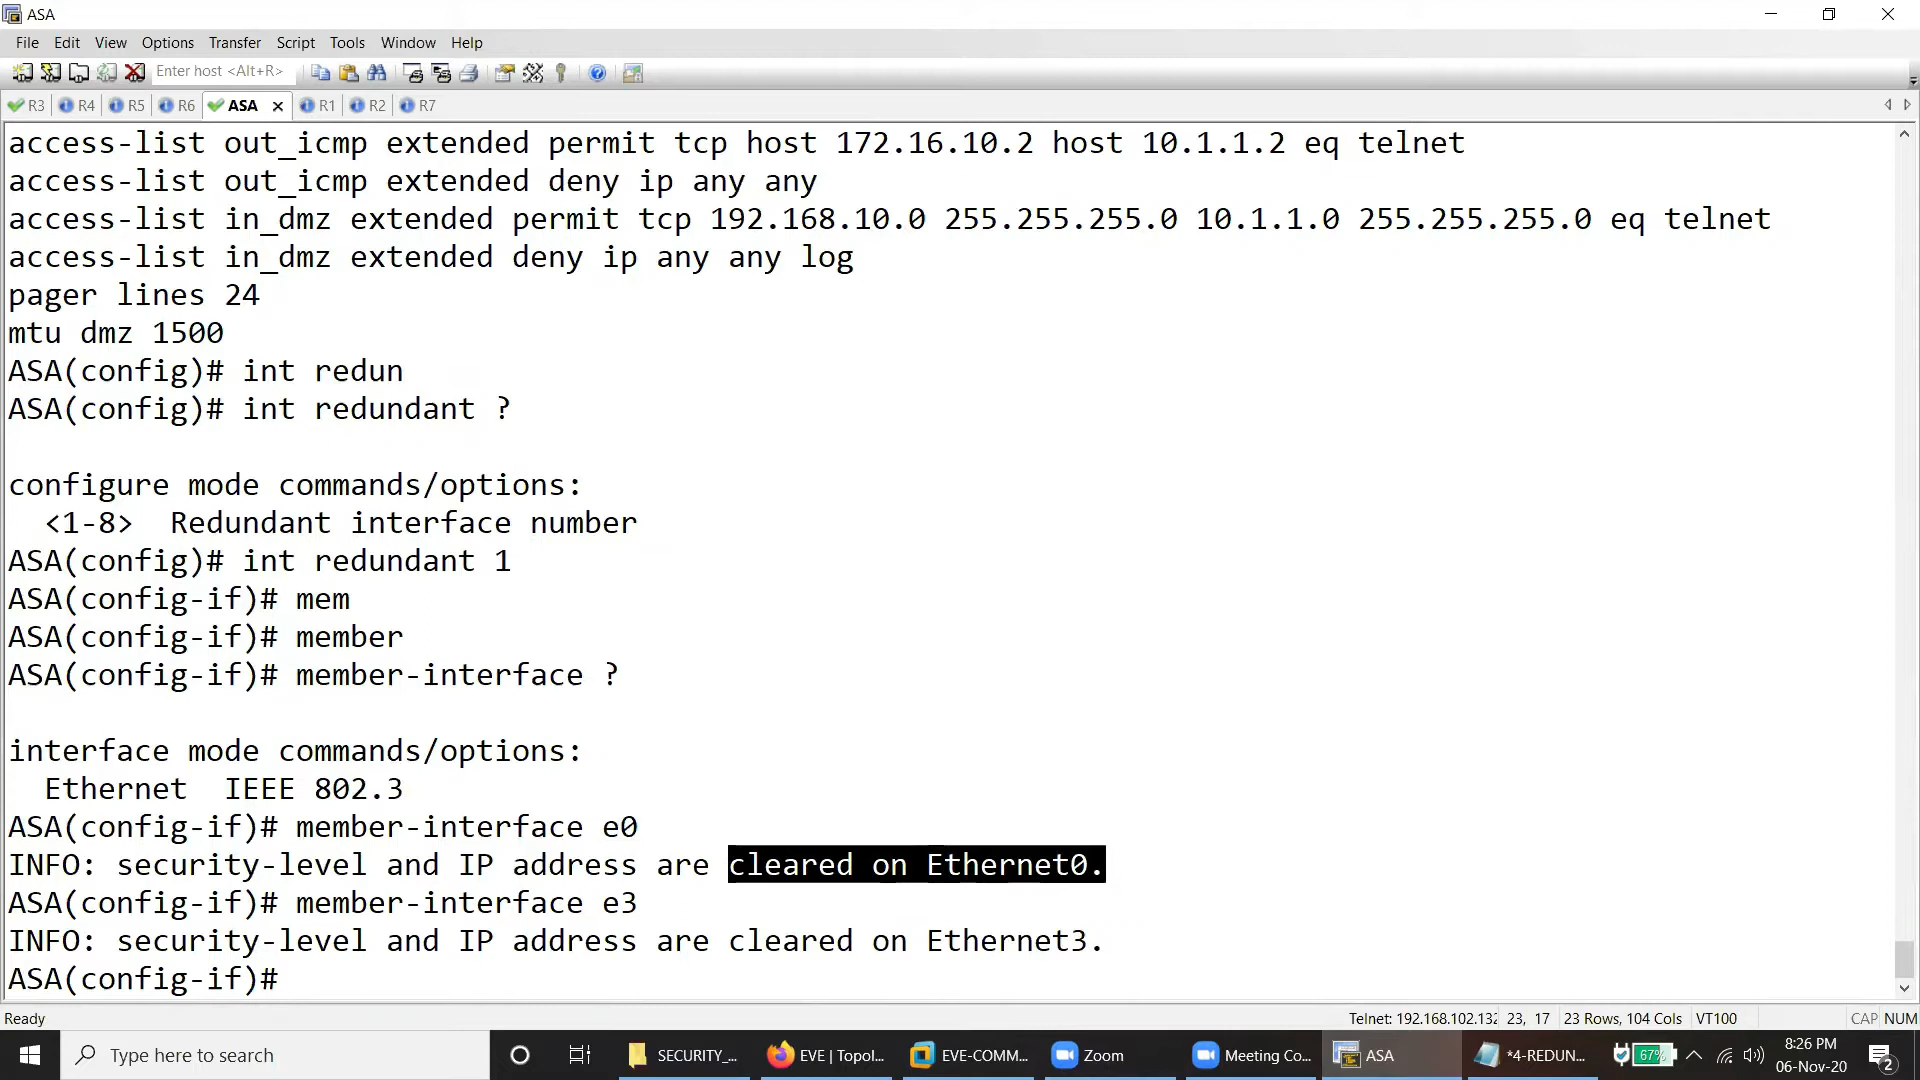 ASA
File Edit View Options Transfer Script Tools Window Help
Enter host <Alt+R>
R3 R4 R5 R6 ASA R1 R2 R7
access-list out_icmp extended permit tcp host 172.16.10.2 host 10.1.1.2 eq telnet
access-list out_icmp extended deny ip any any
access-list in_dmz extended permit tcp 192.168.10.0 255.255.255.0 10.1.1.0 255.255.255.0 eq telnet
access-list in_dmz extended deny ip any any log
pager lines 24
mtu dmz 1500
ASA(config)# int redun
ASA(config)# int redundant ?
configure mode commands/options:
<1-8> Redundant interface number
ASA(config)# int redundant 1
ASA(config-if)# mem
ASA(config-if)# member
ASA(config-if)# member-interface ?
interface mode commands/options:
Ethernet IEEE 802.3
ASA(config-if)# member-interface e0
INFO: security-level and IP address are cleared on Ethernet0.
ASA(config-if)# member-interface e3
INFO: security-level and IP address are cleared on Ethernet3.
ASA(config-if)#
Ready Telnet: 192.168.102.132 23, 17 23 Rows, 104 Cols VT100 CAP NUM
Type here to search SECURITY_... EVE | Topol... EVE-COMM... Zoom Meeting Co... ASA *4-REDUN... 67% 8:26 PM
06-Nov-20 2